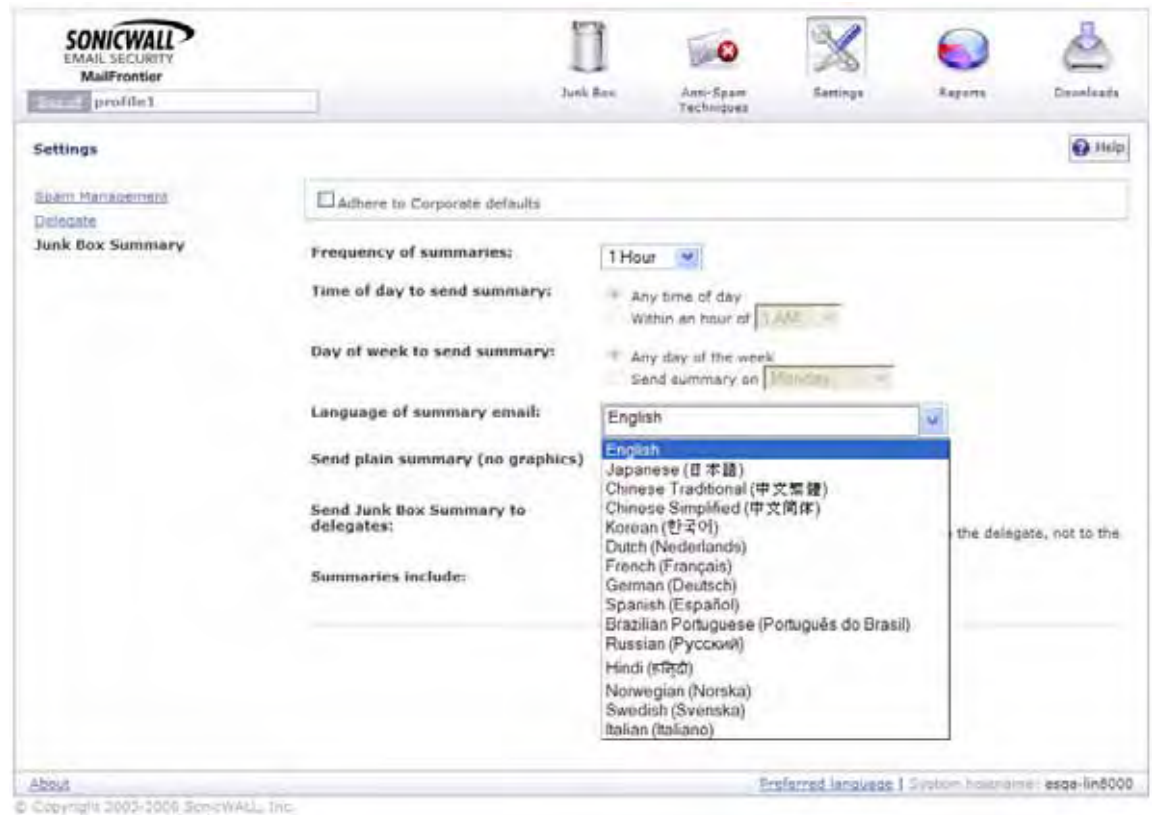 SONICWALL
EMAIL SECURITY
MailFrontier
profile1
Junk Box
Anti-Spam
Techniques
Settings
Reports
Downloads
Settings
Help
Spam Management
Delegate
Junk Box Summary
Adhere to Corporate defaults
Frequency of summaries:
1 Hour
Time of day to send summary:
Any time of day
Within an hour of
Day of week to send summary:
Any day of the week
Send summary on Monday
Language of summary email:
English
English
Japanese (日本語)
Chinese Traditional (中文繁體)
Chinese Simplified (中文简体)
Korean (한국어)
Dutch (Nederlands)
French (Français)
German (Deutsch)
Spanish (Español)
Brazilian Portuguese (Português do Brasil)
Russian (Русский)
Hindi
Norwegian (Norska)
Swedish (Svenska)
Italian (Italiano)
Send plain summary (no graphics)
Send Junk Box Summary to
delegates:
the delegate, not to the
Summaries include:
About
Preferred language | System hostname: esqa-lin8000
SonicWALL, Inc.